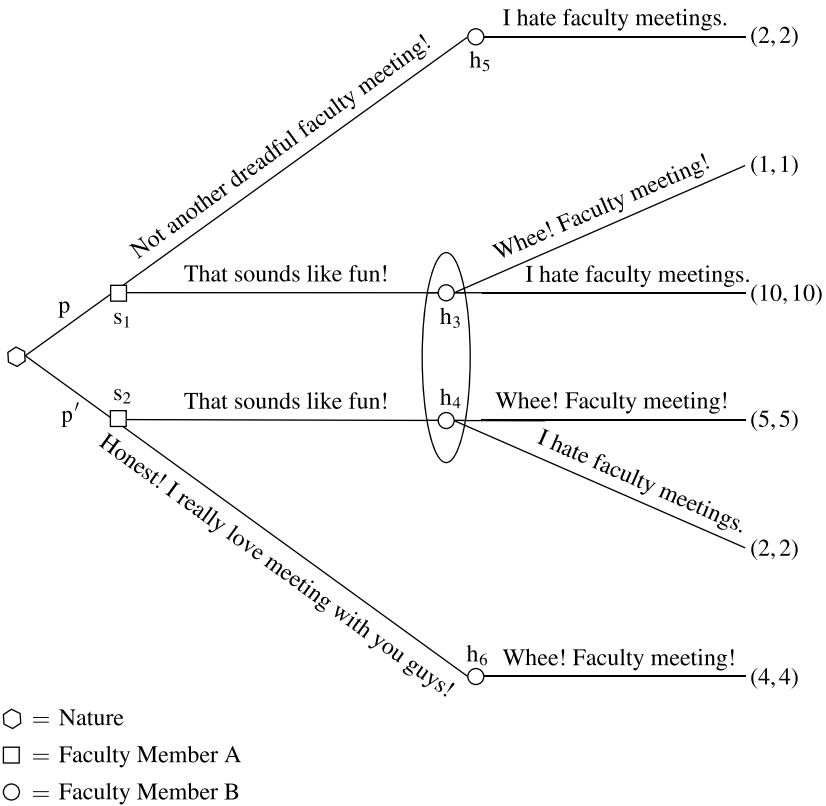 I hate faculty meetings.
(2, 2)
h5
Not another dreadful faculty meeting!
Whee! Faculty meeting!
(1, 1)
p
s1
That sounds like fun!
h3
I hate faculty meetings.
(10, 10)
p′
s2
That sounds like fun!
h4
Whee! Faculty meeting!
(5, 5)
I hate faculty meetings.
(2, 2)
Honest! I really love meeting with you guys!
h6
Whee! Faculty meeting!
(4, 4)
= Nature
= Faculty Member A
= Faculty Member B